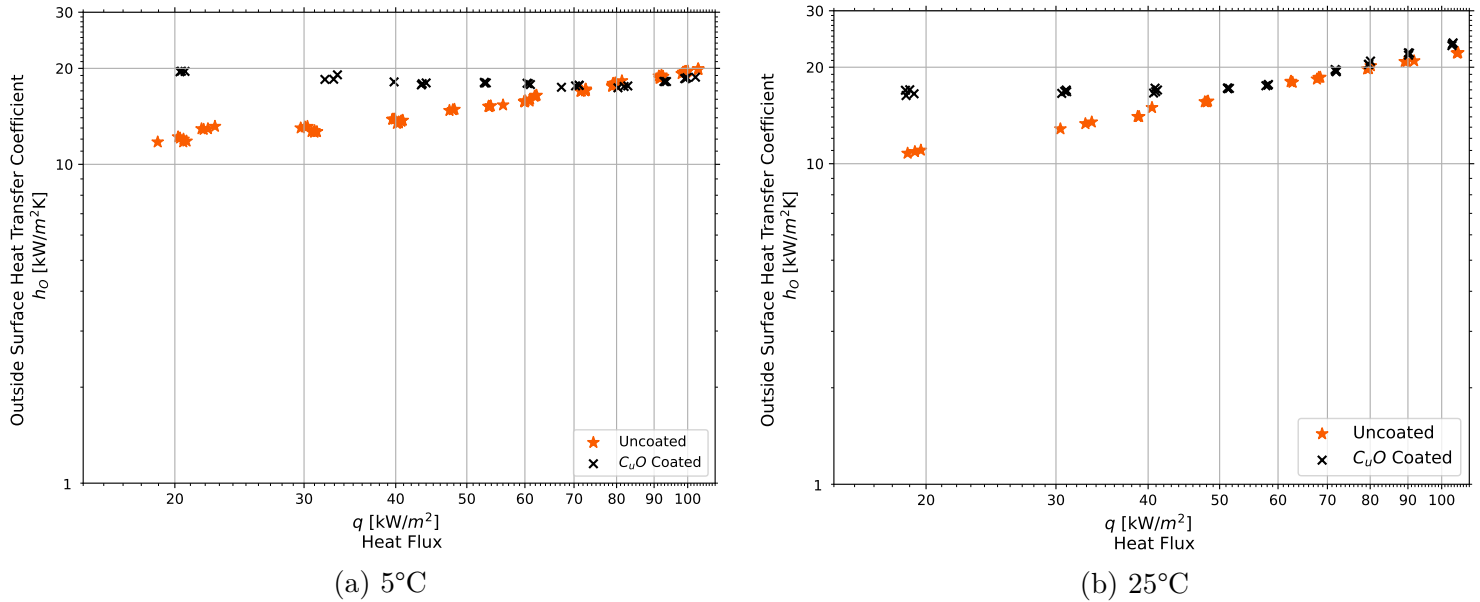 Outside Surface Heat Transfer Coefficient
h_O [kW/m²K]
30
20
10
1
20 30 40 50 60 70 80 90 100
q [kW/m²]
Heat Flux
Uncoated
CᵤO Coated
(a) 5°C
Outside Surface Heat Transfer Coefficient
h_O [kW/m²K]
30
20
10
1
20 30 40 50 60 70 80 90 100
q [kW/m²]
Heat Flux
Uncoated
CᵤO Coated
(b) 25°C